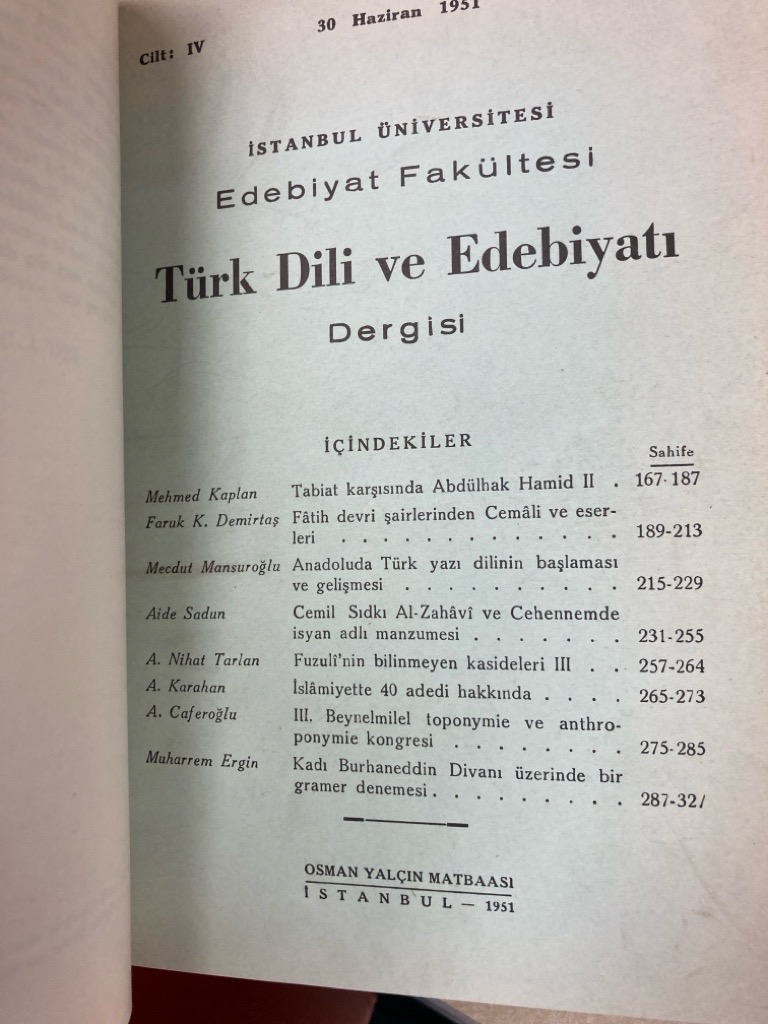 Cilt: IV
30 Haziran 1951
İSTANBUL ÜNİVERSİTESİ
Edebiyat Fakültesi
Türk Dili ve Edebiyatı
Dergisi
İÇİNDEKİLER
Sahife
Mehmed Kaplan Tabiat karşısında Abdülhak Hamid II . 167-187
Faruk K. Demirtaş Fâtih devri şairlerinden Cemâli ve eser-
leri . . . . . . . . . . . . . 189-213
Mecdut Mansuroğlu Anadoluda Türk yazı dilinin başlaması
ve gelişmesi . . . . . . . . . . 215-229
Aide Sadun Cemil Sıdkı Al-Zahâvî ve Cehennemde
isyan adlı manzumesi . . . . . . . 231-255
A. Nihat Tarlan Fuzulî'nin bilinmeyen kasideleri III . . 257-264
A. Karahan İslâmiyette 40 adedi hakkında . . . . 265-273
A. Caferoğlu III. Beynelmilel toponymie ve anthro-
ponymie kongresi . . . . . . . . 275-285
Muharrem Ergin Kadı Burhaneddin Divanı üzerinde bir
gramer denemesi . . . . . . . . 287-32/
OSMAN YALÇIN MATBAASI
İSTANBUL — 1951